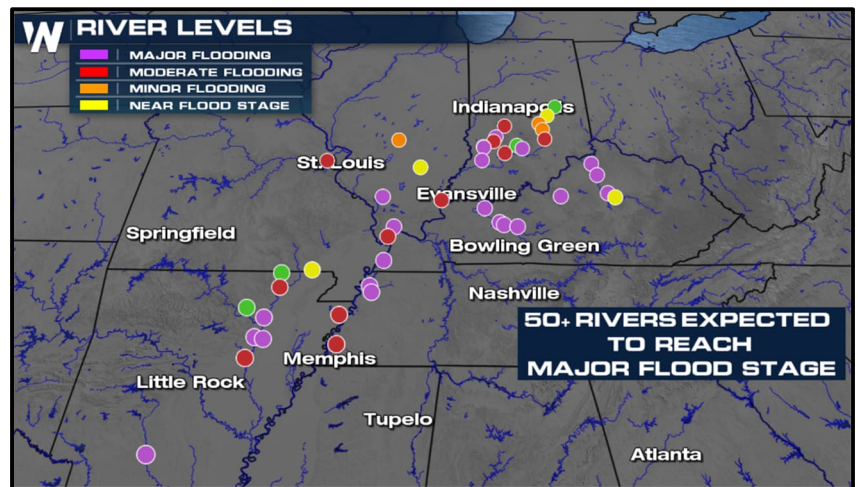 W
RIVER LEVELS
MAJOR FLOODING
MODERATE FLOODING
MINOR FLOODING
NEAR FLOOD STAGE
Indianapolis
St. Louis
Evansville
Springfield
Bowling Green
Nashville
50+ RIVERS EXPECTED
TO REACH
MAJOR FLOOD STAGE
Memphis
Little Rock
Tupelo
Atlanta